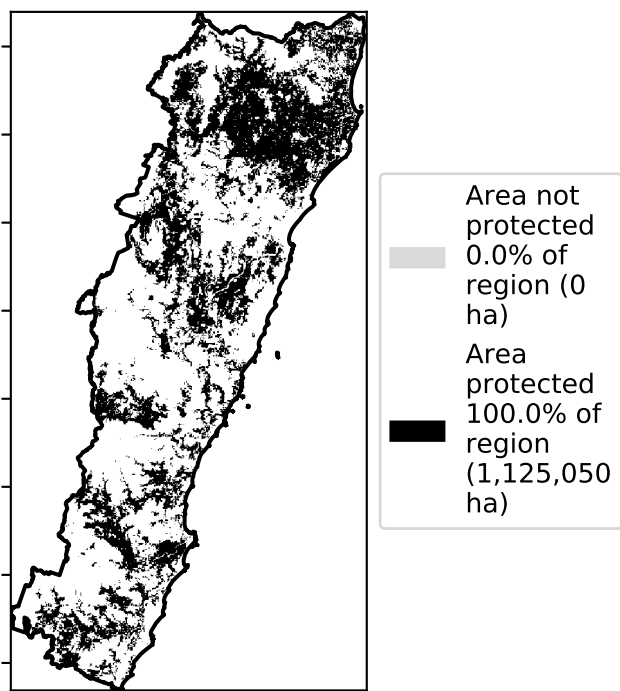 Area not
protected
0.0% of
region (0
ha)
Area
protected
100.0% of
region
(1,125,050
ha)